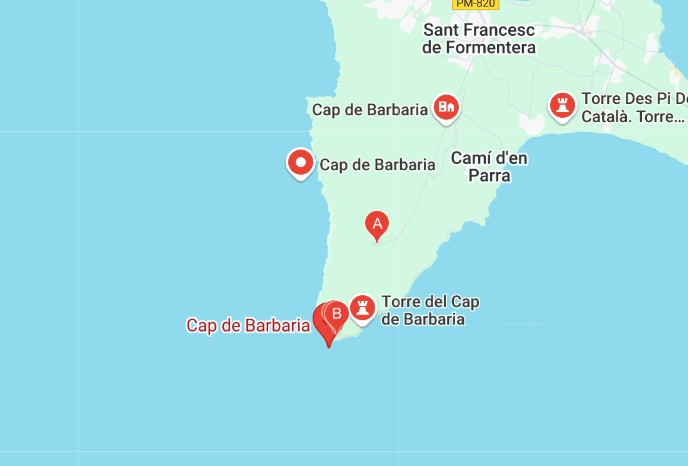 PM-820
Sant Francesc
de Formentera
Cap de Barbaria
Torre Des Pi De
Català. Torre...
Cap de Barbaria
Camí d'en
Parra
A
Torre del Cap
de Barbaria
B
Cap de Barbaria